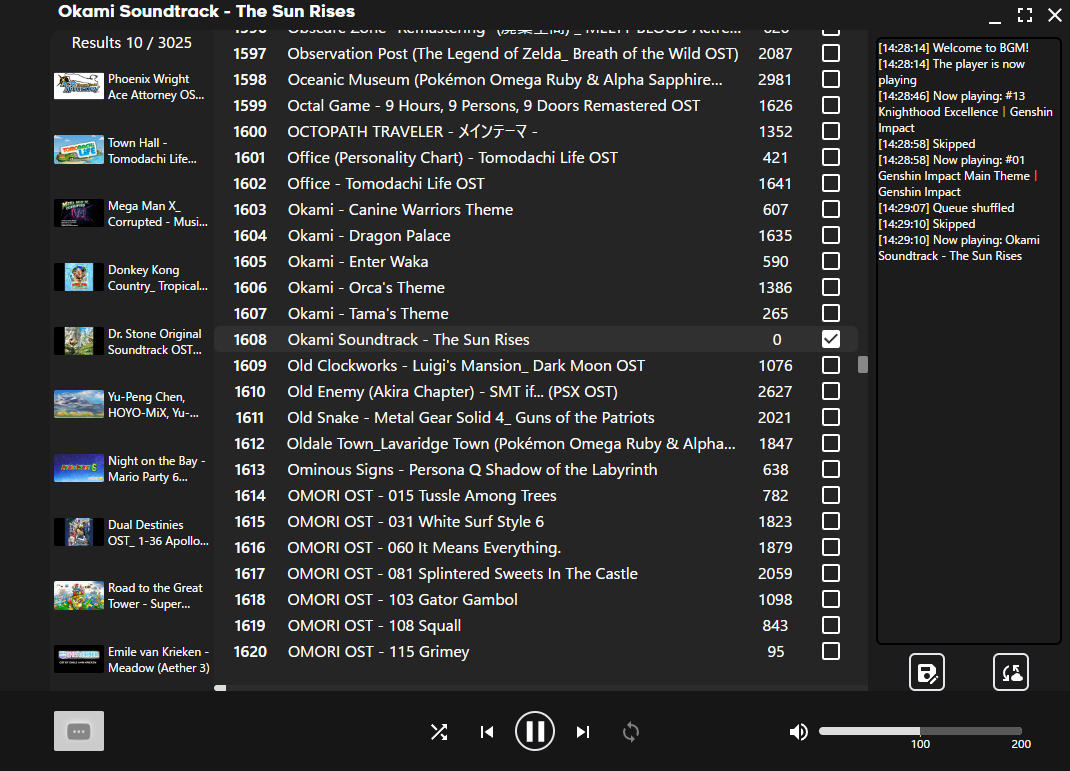 Okami Soundtrack - The Sun Rises
Results 10 / 3025
Phoenix Wright
Ace Attorney OS...
Town Hall -
Tomodachi Life...
Mega Man X_
Corrupted - Musi...
Donkey Kong
Country_ Tropical...
Dr. Stone Original
Soundtrack OST...
Yu-Peng Chen,
HOYO-MiX, Yu-...
Night on the Bay -
Mario Party 6...
Dual Destinies
OST_ 1-36 Apollo...
Road to the Great
Tower - Super...
Emile van Krieken -
Meadow (Aether 3)
1597 Observation Post (The Legend of Zelda_ Breath of the Wild OST) 2087
1598 Oceanic Museum (Pokémon Omega Ruby & Alpha Sapphire... 2981
1599 Octal Game - 9 Hours, 9 Persons, 9 Doors Remastered OST 1626
1600 OCTOPATH TRAVELER - メインテーマ - 1352
1601 Office (Personality Chart) - Tomodachi Life OST 421
1602 Office - Tomodachi Life OST 1641
1603 Okami - Canine Warriors Theme 607
1604 Okami - Dragon Palace 1635
1605 Okami - Enter Waka 590
1606 Okami - Orca's Theme 1386
1607 Okami - Tama's Theme 265
1608 Okami Soundtrack - The Sun Rises 0
1609 Old Clockworks - Luigi's Mansion_ Dark Moon OST 1076
1610 Old Enemy (Akira Chapter) - SMT if... (PSX OST) 2627
1611 Old Snake - Metal Gear Solid 4_ Guns of the Patriots 2021
1612 Oldale Town_Lavaridge Town (Pokémon Omega Ruby & Alpha... 1847
1613 Ominous Signs - Persona Q Shadow of the Labyrinth 638
1614 OMORI OST - 015 Tussle Among Trees 782
1615 OMORI OST - 031 White Surf Style 6 1823
1616 OMORI OST - 060 It Means Everything. 1879
1617 OMORI OST - 081 Splintered Sweets In The Castle 2059
1618 OMORI OST - 103 Gator Gambol 1098
1619 OMORI OST - 108 Squall 843
1620 OMORI OST - 115 Grimey 95
[14:28:14] Welcome to BGM!
[14:28:14] The player is now
playing
[14:28:46] Now playing: #13
Knighthood Excellence | Genshin
Impact
[14:28:58] Skipped
[14:28:58] Now playing: #01
Genshin Impact Main Theme |
Genshin Impact
[14:29:07] Queue shuffled
[14:29:10] Skipped
[14:29:10] Now playing: Okami
Soundtrack - The Sun Rises
100 200